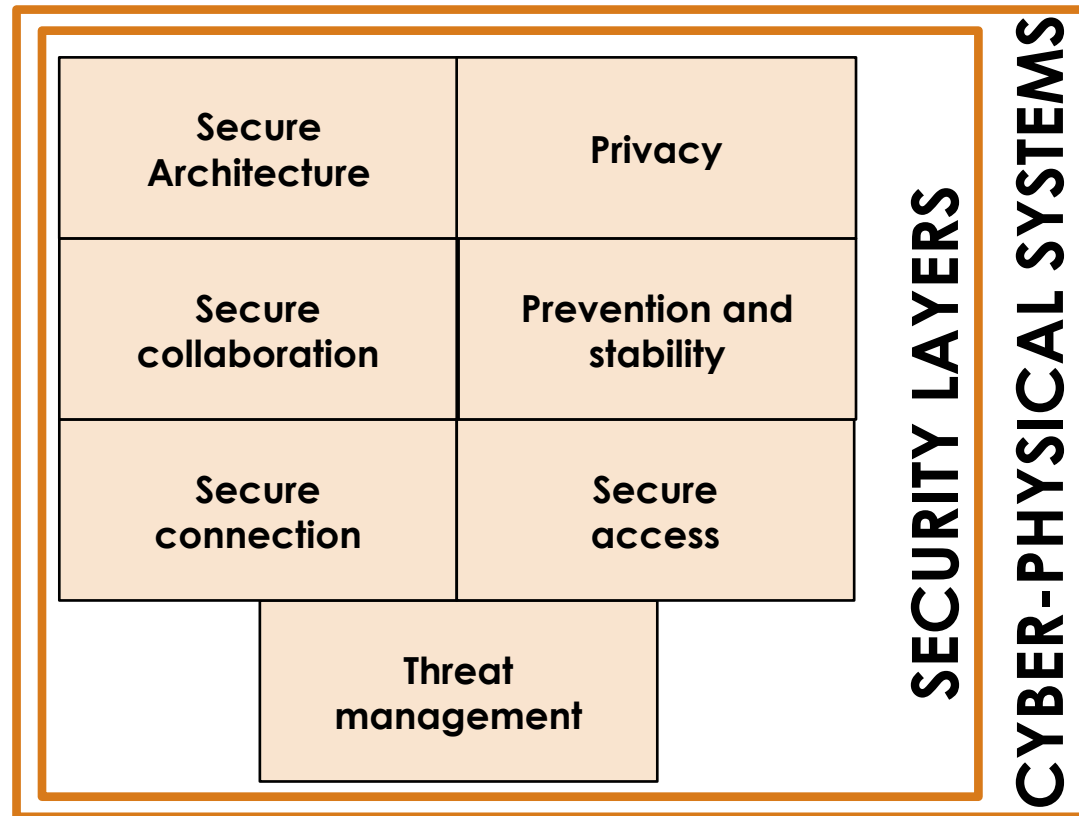 Secure
Architecture
Privacy
Secure
collaboration
Prevention and
stability
Secure
connection
Secure
access
Threat
management
SECURITY LAYERS
CYBER-PHYSICAL SYSTEMS